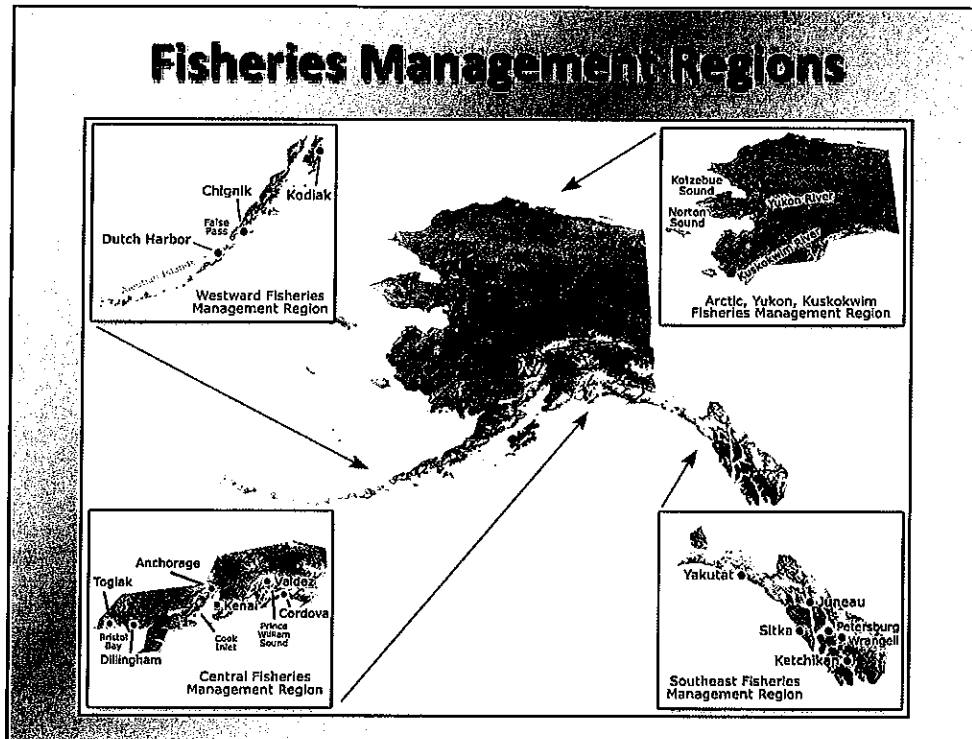 Fisheries Management Regions
Chignik
Kodiak
False
Pass
Dutch Harbor
Aleutian Islands
Westward Fisheries
Management Region
Kotzebue
Sound
Yukon River
Norton
Sound
Kuskokwim River
Arctic, Yukon, Kuskokwim
Fisheries Management Region
Anchorage
Togiak
Valdez
Kenai
Cordova
Bristol
Bay
Cook
Inlet
Prince
William
Sound
Dillingham
Central Fisheries
Management Region
Yakutat
Juneau
Sitka
Petersburg
Wrangell
Ketchikan
Southeast Fisheries
Management Region